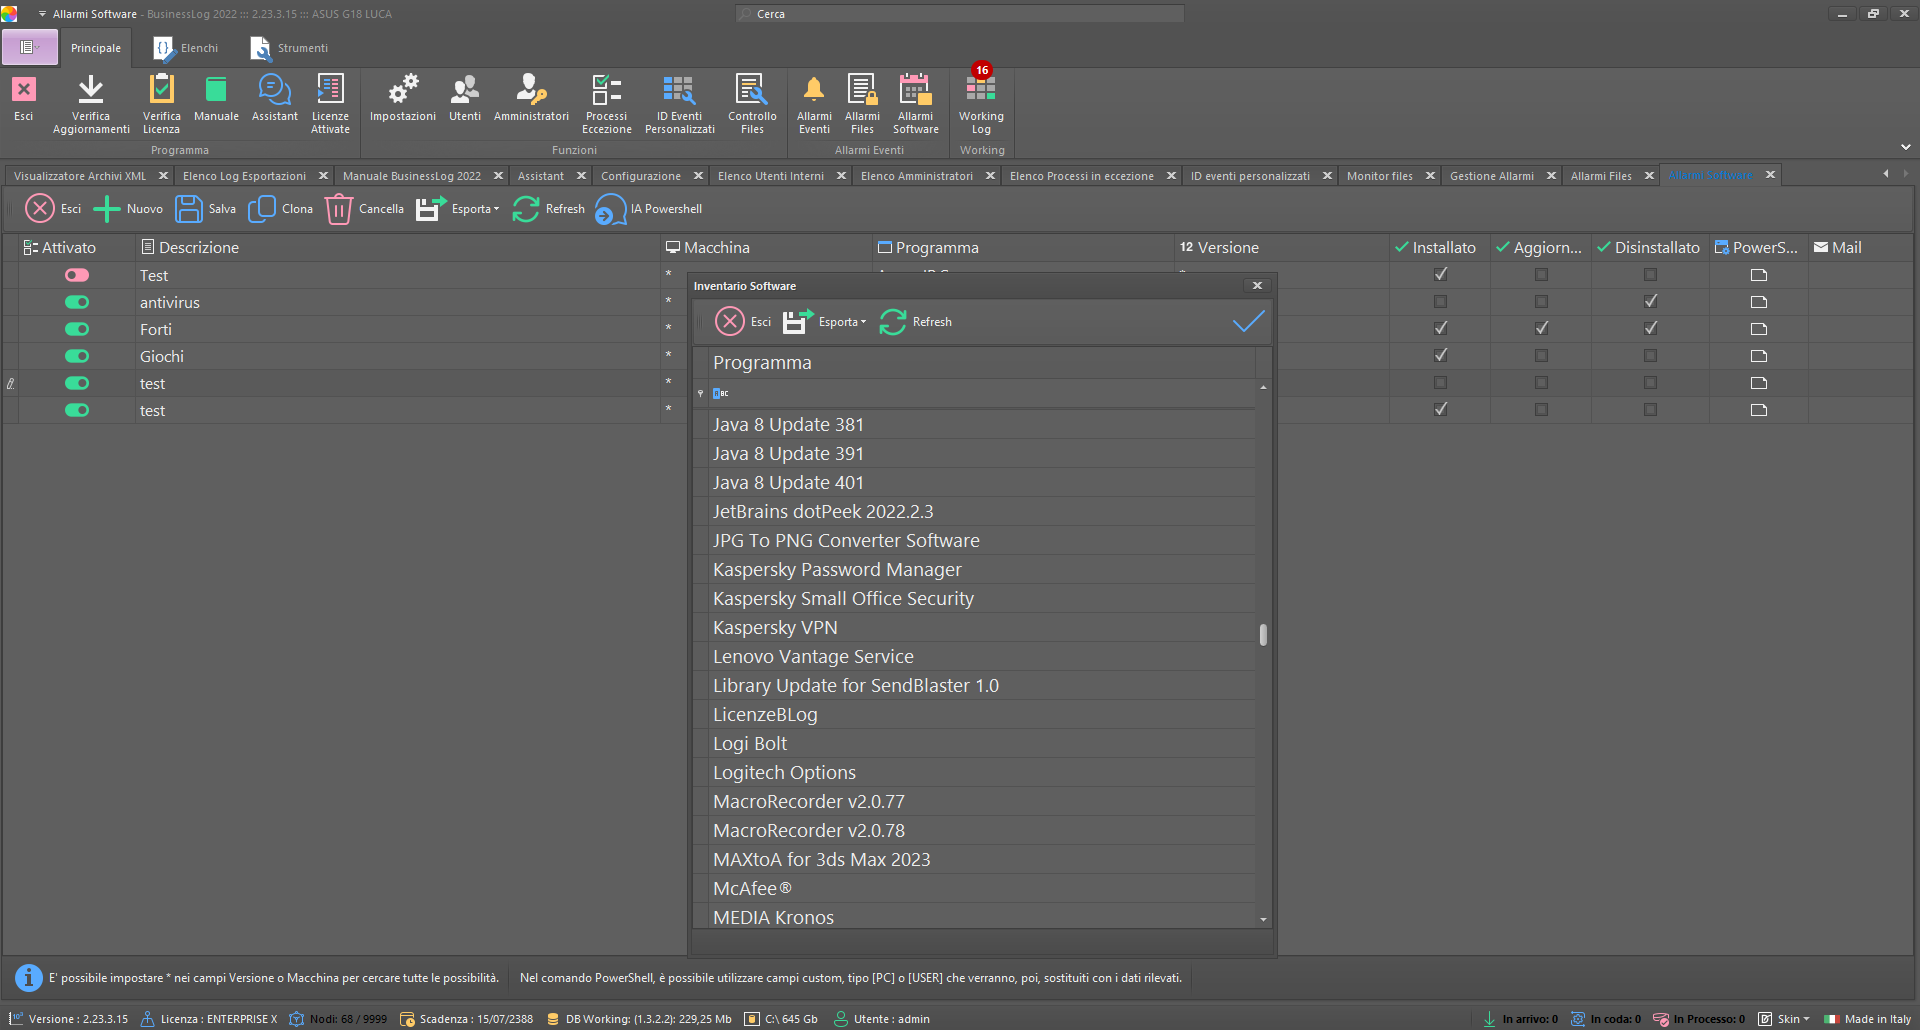 Allarmi Software - BusinessLog 2022 ::: 2.23.3.15 ::: ASUS G18 LUCA
Cerca
Principale
Elenchi
Strumenti
Esci
Verifica Aggiornamenti
Verifica Licenza
Manuale
Assistant
Licenze Attivate
Impostazioni
Utenti
Amministratori
Processi Eccezione
ID Eventi Personalizzati
Controllo Files
Allarmi Eventi
Allarmi Files
Allarmi Software
16
Working Log
Programma
Funzioni
Allarmi Eventi
Working
Visualizzatore Archivi XML
Elenco Log Esportazioni
Manuale BusinessLog 2022
Assistant
Configurazione
Elenco Utenti Interni
Elenco Amministratori
Elenco Processi in eccezione
ID eventi personalizzati
Monitor files
Gestione Allarmi
Allarmi Files
Allarmi Software
Esci
Nuovo
Salva
Clona
Cancella
Esporta
Refresh
IA Powershell
Attivato
Descrizione
Macchina
Programma
12 Versione
Installato
Aggiorn...
Disinstallato
PowerS...
Mail
Test *
antivirus *
Forti *
Giochi *
test *
test *
Inventario Software
Esci
Esporta
Refresh
Programma
ABC
Java 8 Update 381
Java 8 Update 391
Java 8 Update 401
JetBrains dotPeek 2022.2.3
JPG To PNG Converter Software
Kaspersky Password Manager
Kaspersky Small Office Security
Kaspersky VPN
Lenovo Vantage Service
Library Update for SendBlaster 1.0
LicenzeBLog
Logi Bolt
Logitech Options
MacroRecorder v2.0.77
MacroRecorder v2.0.78
MAXtoA for 3ds Max 2023
McAfee®
MEDIA Kronos
E' possibile impostare * nei campi Versione o Macchina per cercare tutte le possibilità.
Nel comando PowerShell, è possibile utilizzare campi custom, tipo [PC] o [USER] che verranno, poi, sostituiti con i dati rilevati.
Versione : 2.23.3.15
Licenza : ENTERPRISE X
Nodi: 68 / 9999
Scadenza : 15/07/2388
DB Working: (1.3.2.2): 229,25 Mb
C:\ 645 Gb
Utente : admin
In arrivo: 0
In coda: 0
In Processo: 0
Skin
Made in Italy